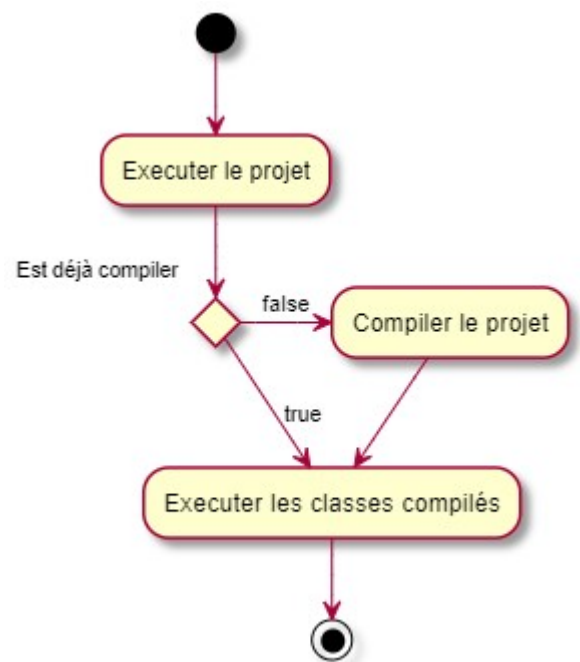 Executer le projet
Est déjà compiler
false
Compiler le projet
true
Executer les classes compilés